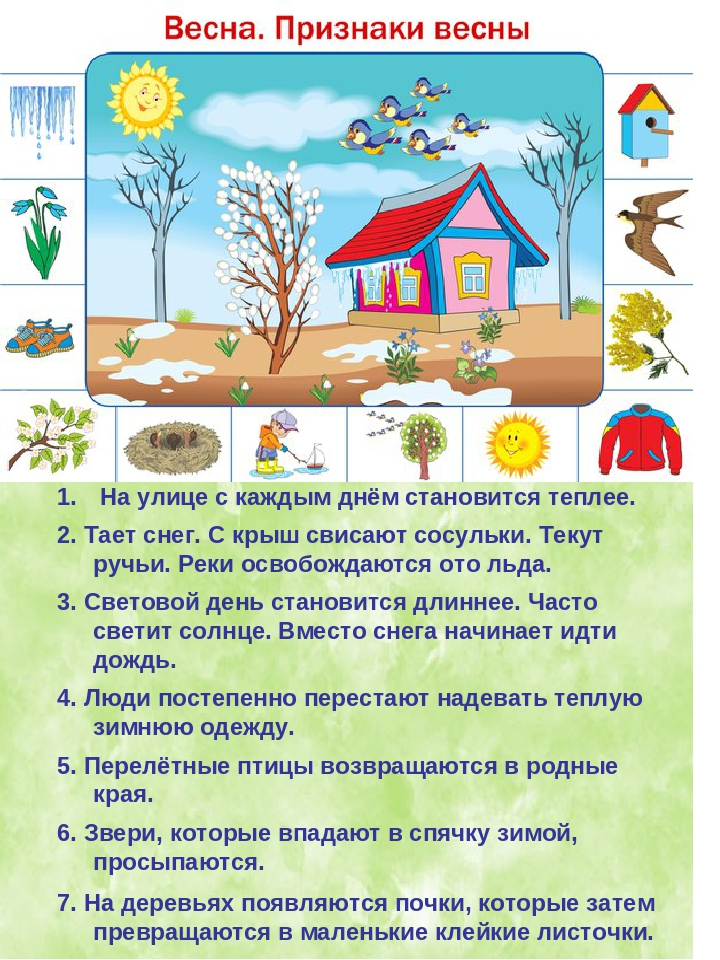 Весна. Признаки весны
1. На улице с каждым днём становится теплее.
2. Тает снег. С крыш свисают сосульки. Текут
ручьи. Реки освобождаются ото льда.
3. Световой день становится длиннее. Часто
светит солнце. Вместо снега начинает идти
дождь.
4. Люди постепенно перестают надевать теплую
зимнюю одежду.
5. Перелётные птицы возвращаются в родные
края.
6. Звери, которые впадают в спячку зимой,
просыпаются.
7. На деревьях появляются почки, которые затем
превращаются в маленькие клейкие листочки.